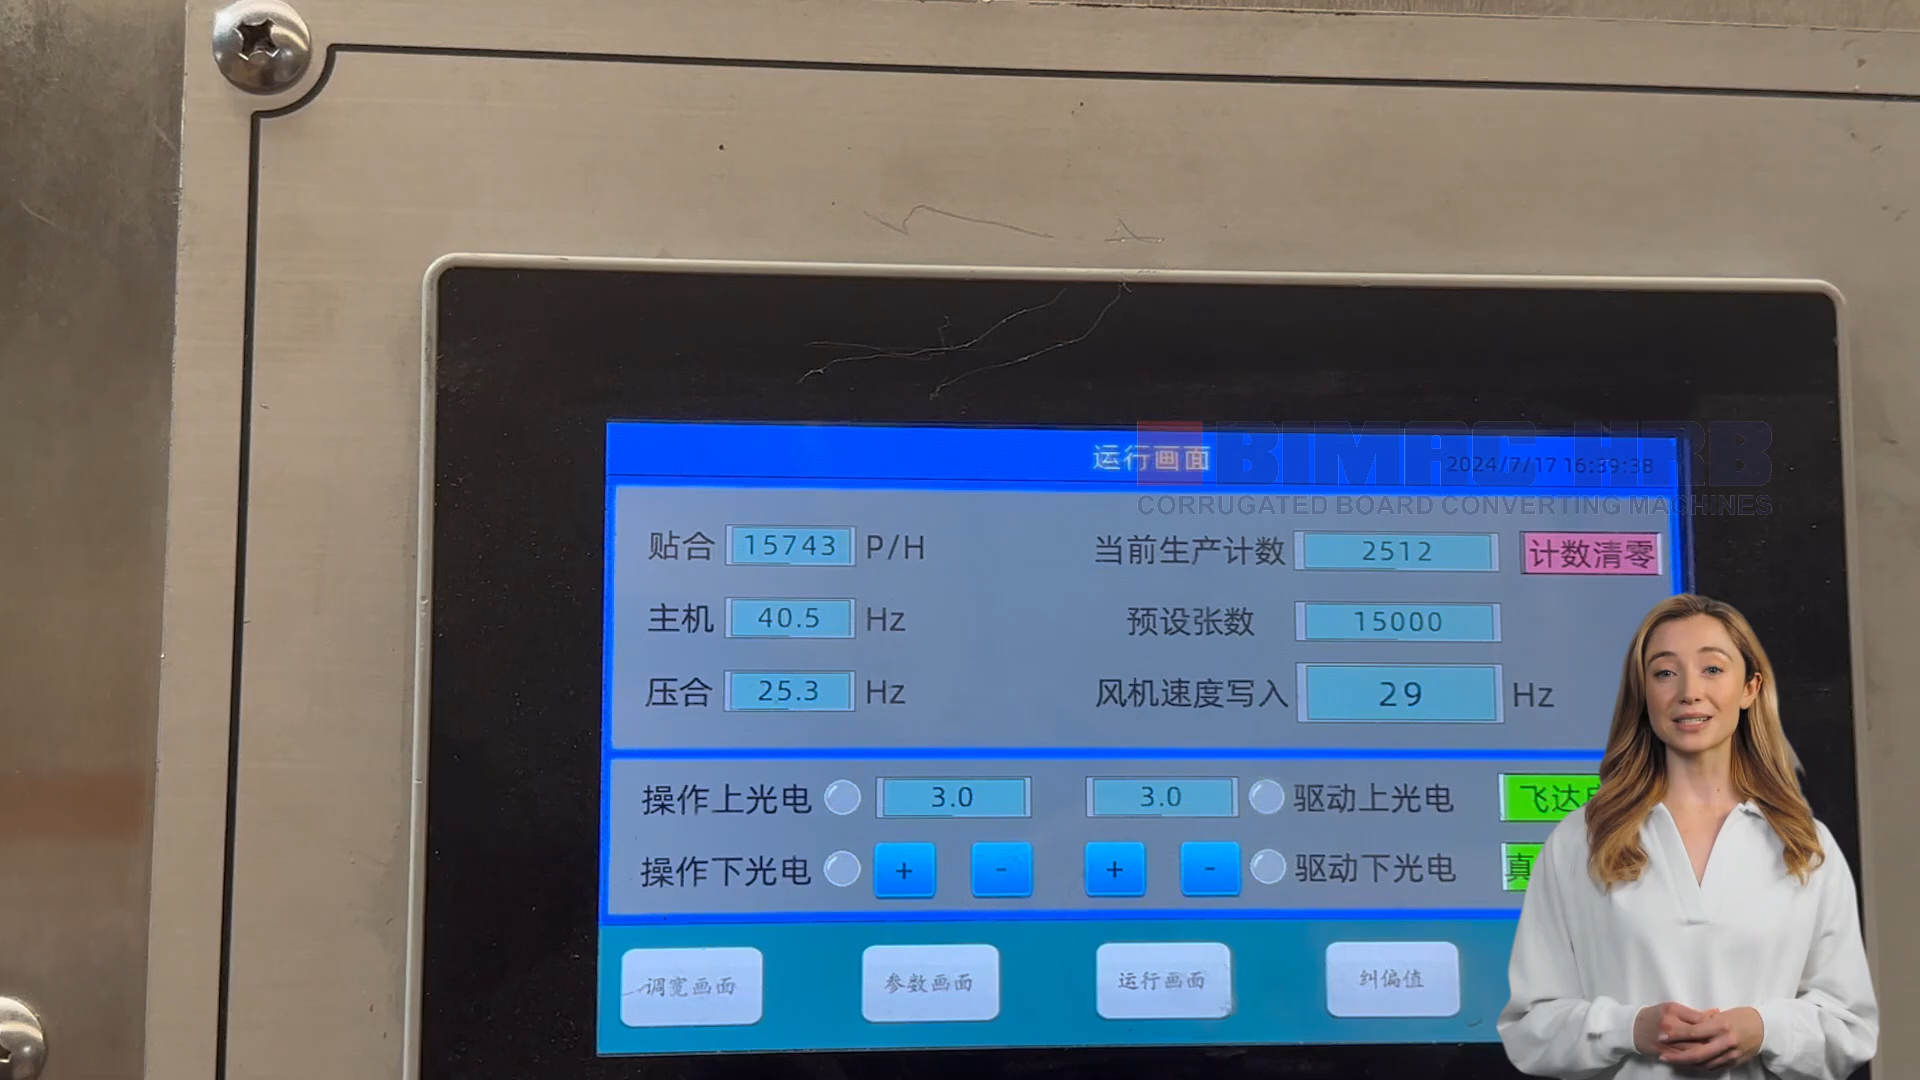 运行画面
2024/7/17 16:39:38
BIMAC HRB
CORRUGATED BOARD CONVERTING MACHINES
贴合 15743 P/H 当前生产计数 2512 计数清零
主机 40.5 Hz 预设张数 15000
压合 25.3 Hz 风机速度写入 29 Hz
操作上光电 3.0 3.0 驱动上光电 飞达
操作下光电 + - + - 驱动下光电 真
调宽画面 参数画面 运行画面 纠偏值